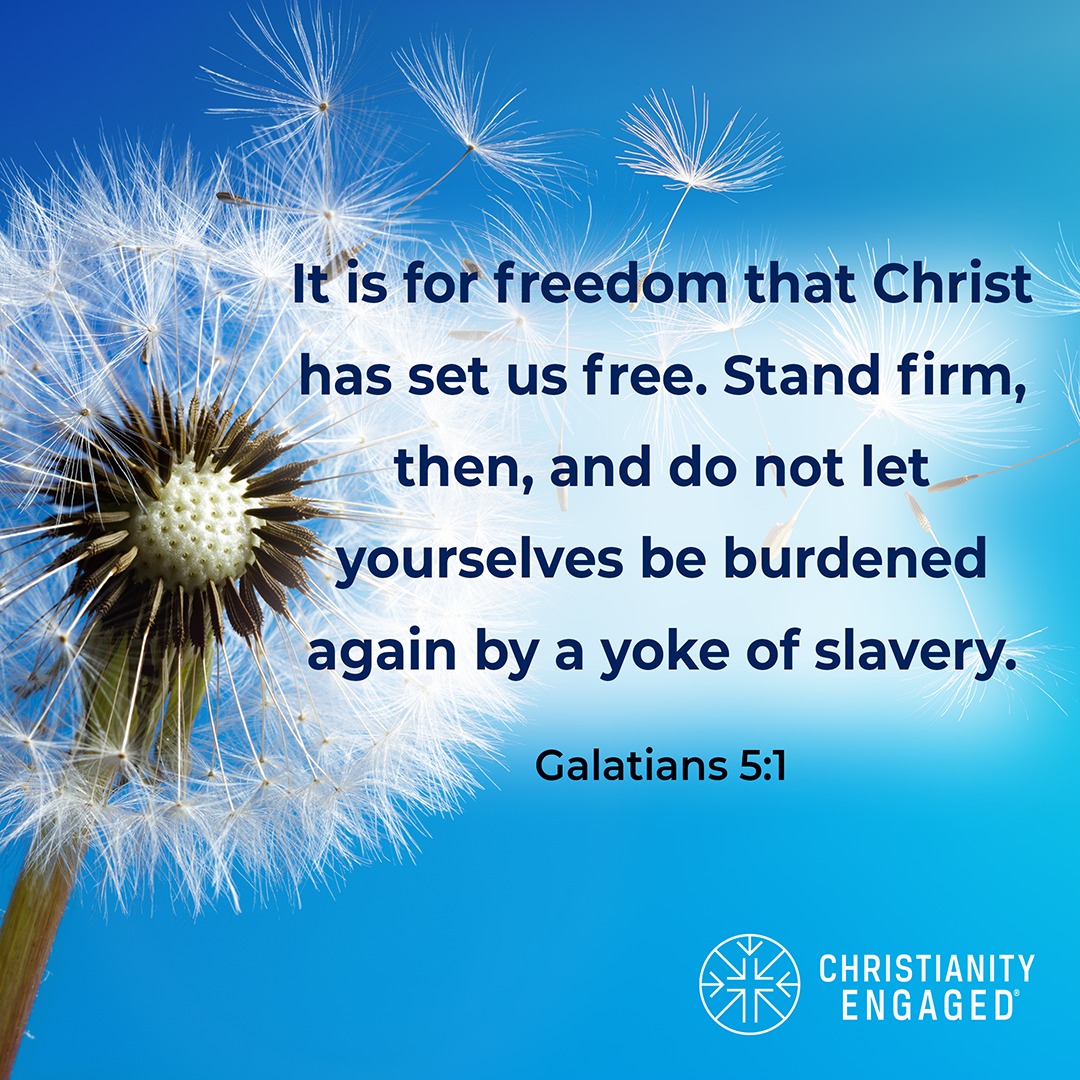 It is for freedom that Christ
has set us free. Stand firm,
then, and do not let
yourselves be burdened
again by a yoke of slavery.
Galatians 5:1
CHRISTIANITY
ENGAGED®